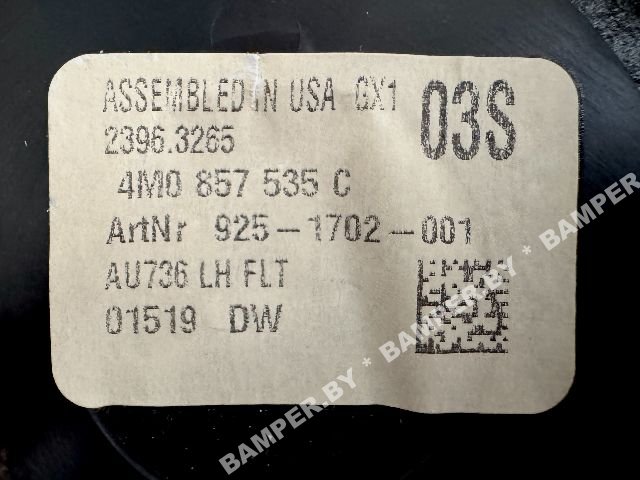 ASSEMBLED IN USA GX1
03S
2396.3265
4M0 857 535 C
ArtNr 925-1702-001
AU736 LH FLT
01519 DW
BAMPER.BY * BAMPER.BY * BAMPER.BY